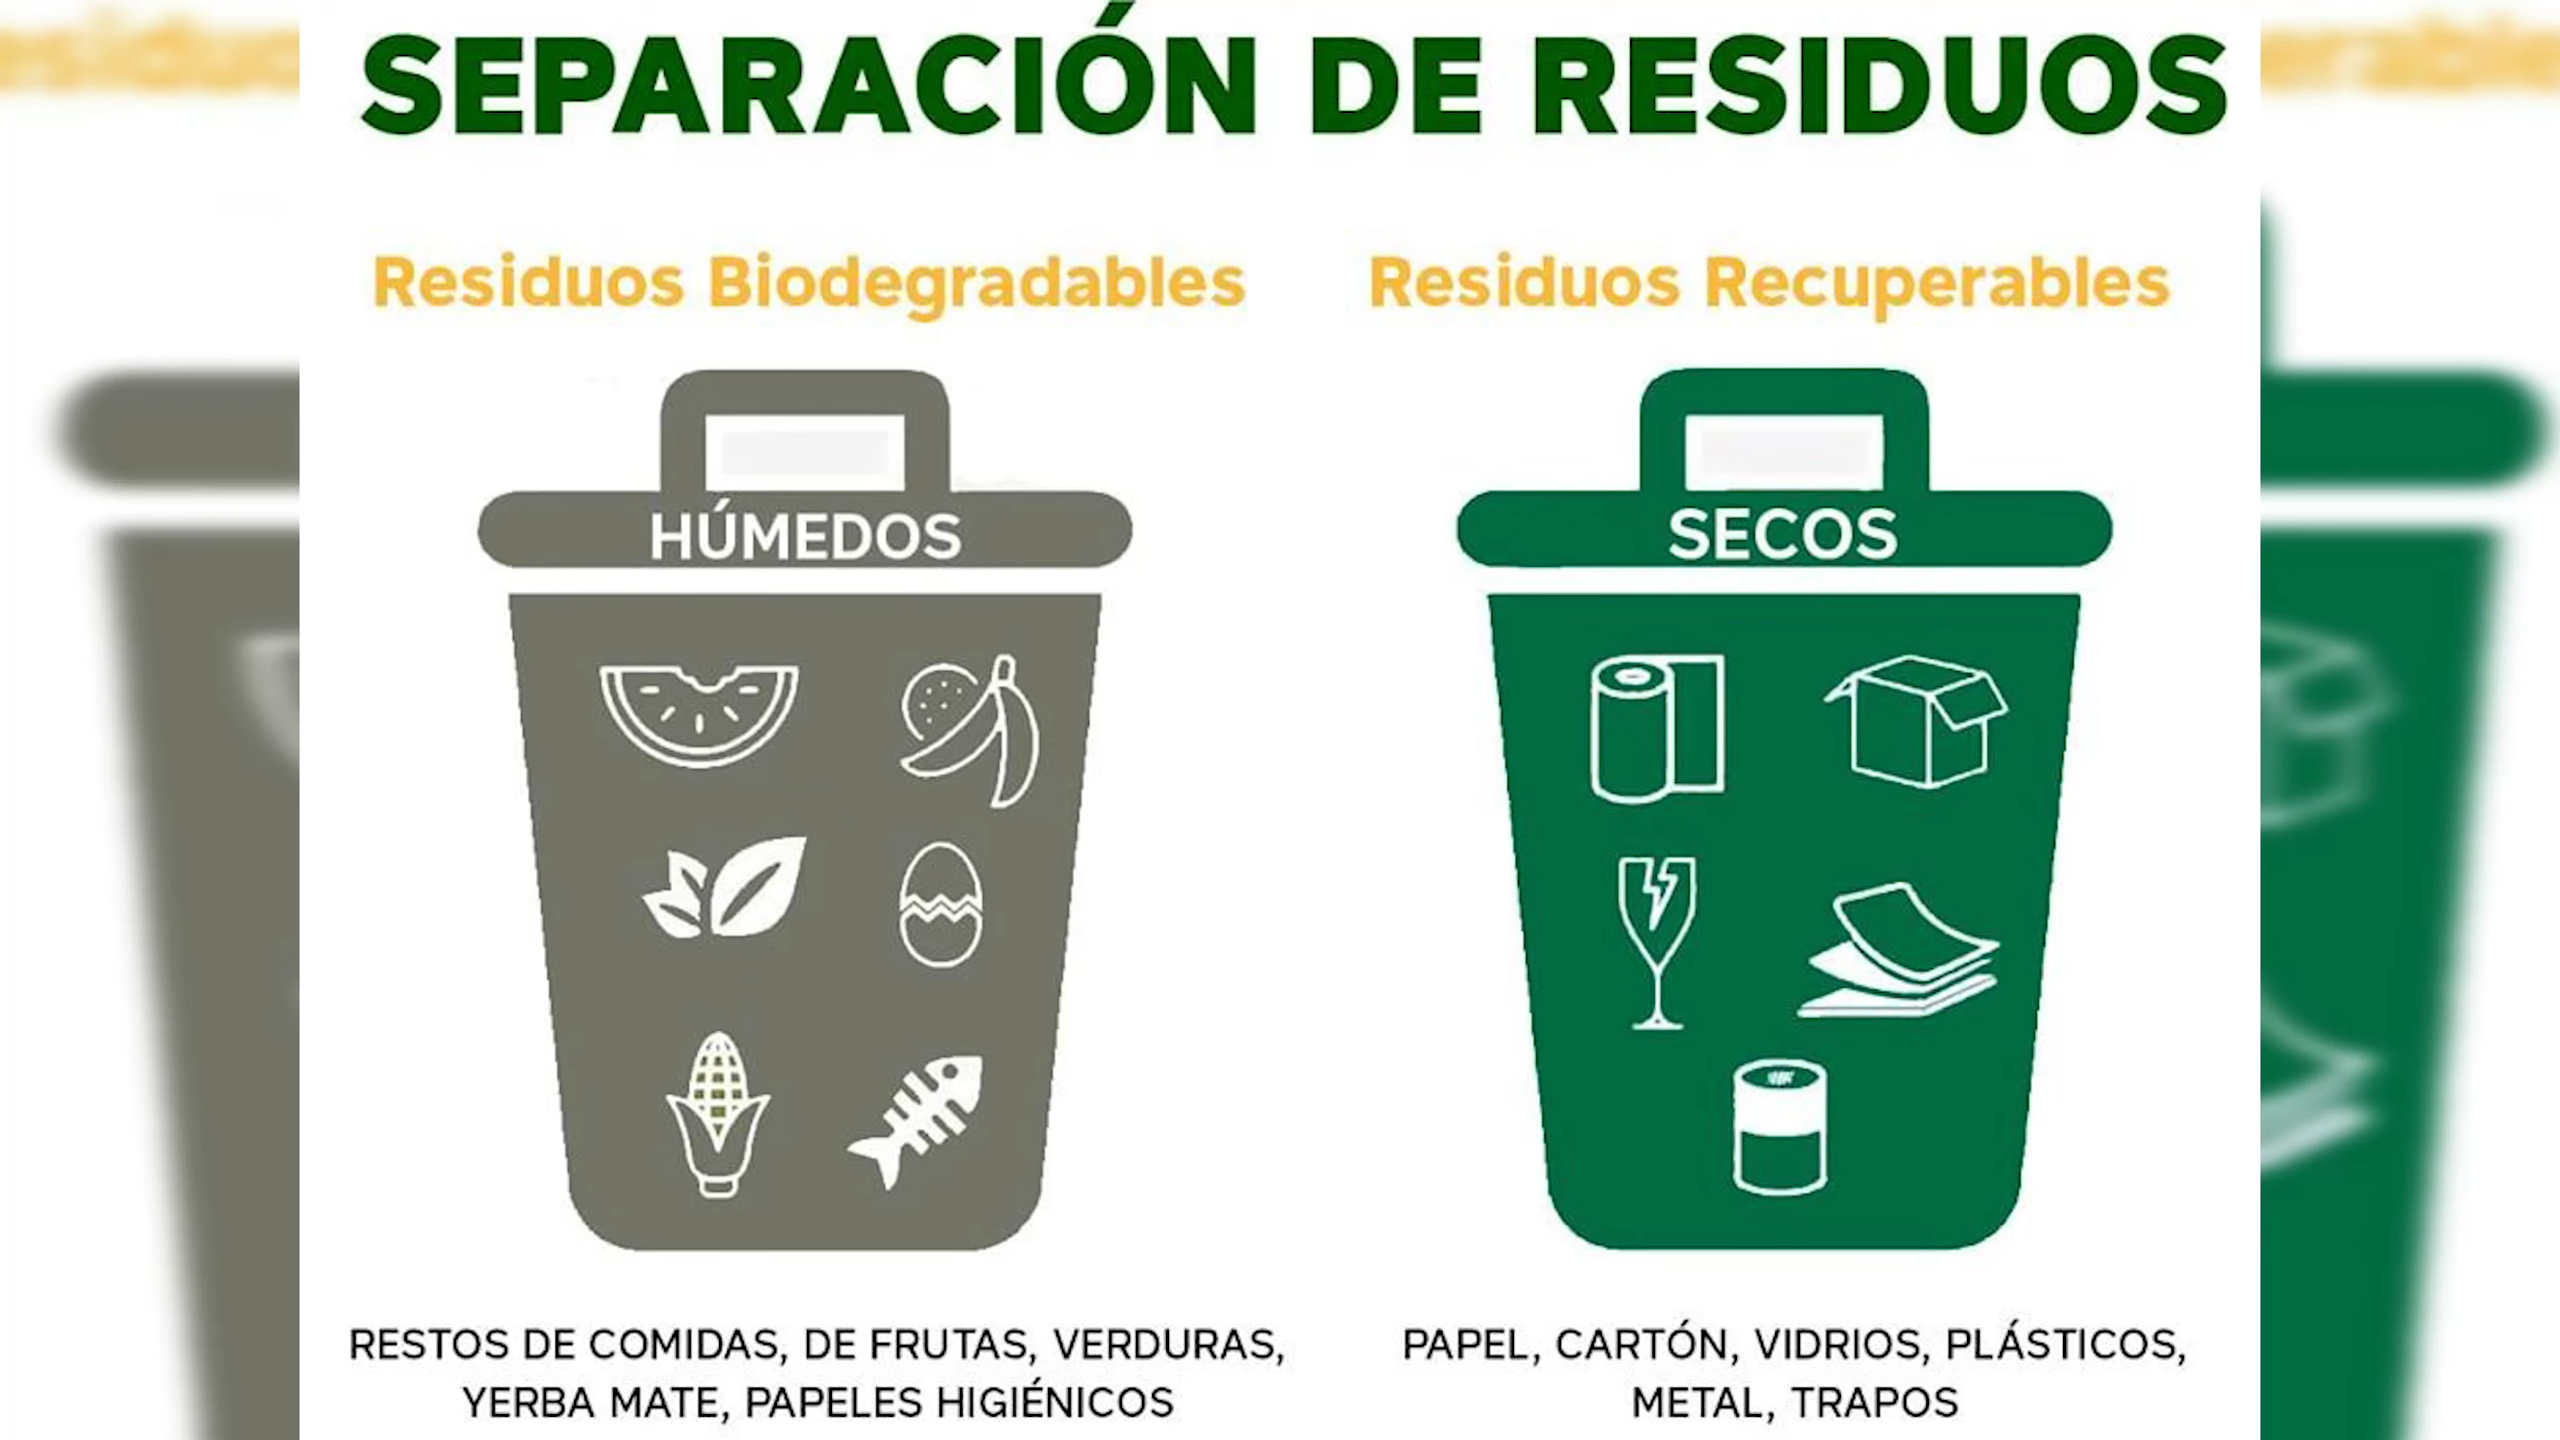 SEPARACIÓN DE RESIDUOS
Residuos Biodegradables
Residuos Recuperables
HÚMEDOS
SECOS
RESTOS DE COMIDAS, DE FRUTAS, VERDURAS,
YERBA MATE, PAPELES HIGIÉNICOS
PAPEL, CARTÓN, VIDRIOS, PLÁSTICOS,
METAL, TRAPOS